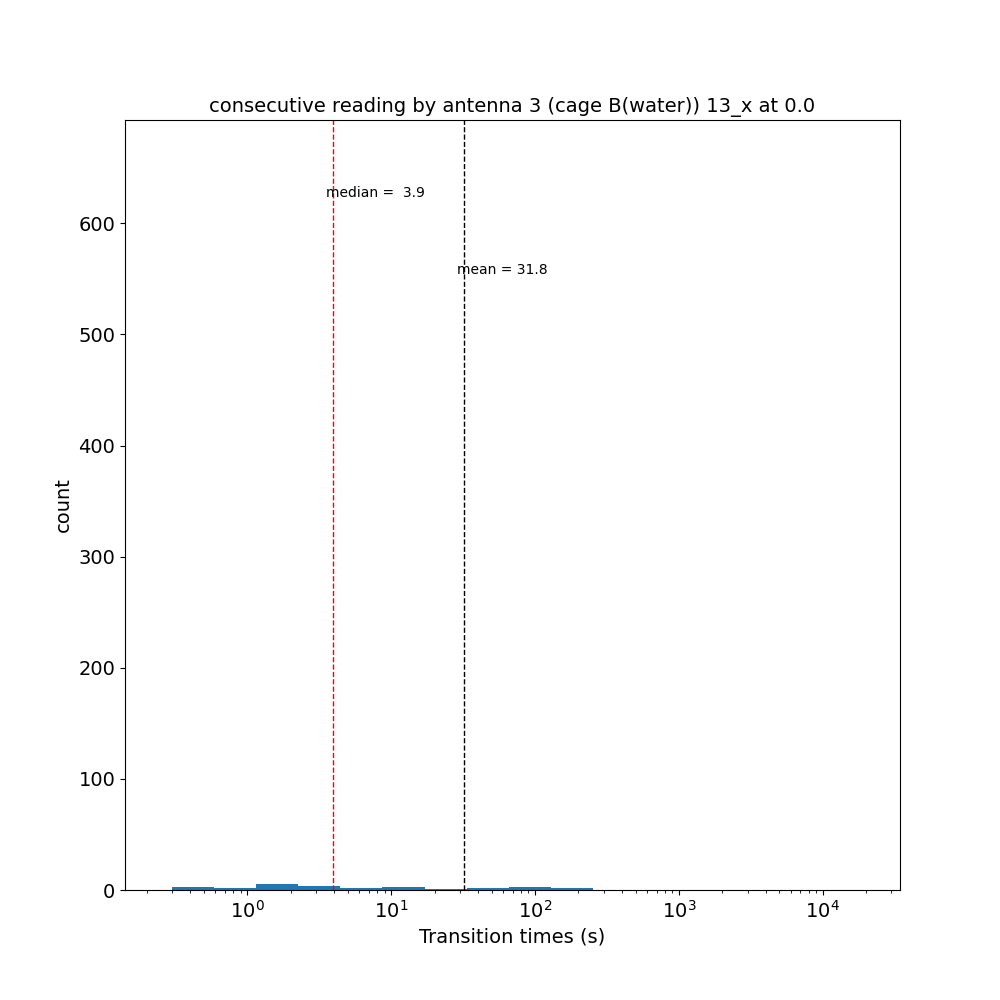 consecutive reading by antenna 3 (cage B(water)) 13_x at 0.0
median =  3.9
mean = 31.8
600
500
400
300
200
100
0
count
10^0 10^1 10^2 10^3 10^4
Transition times (s)